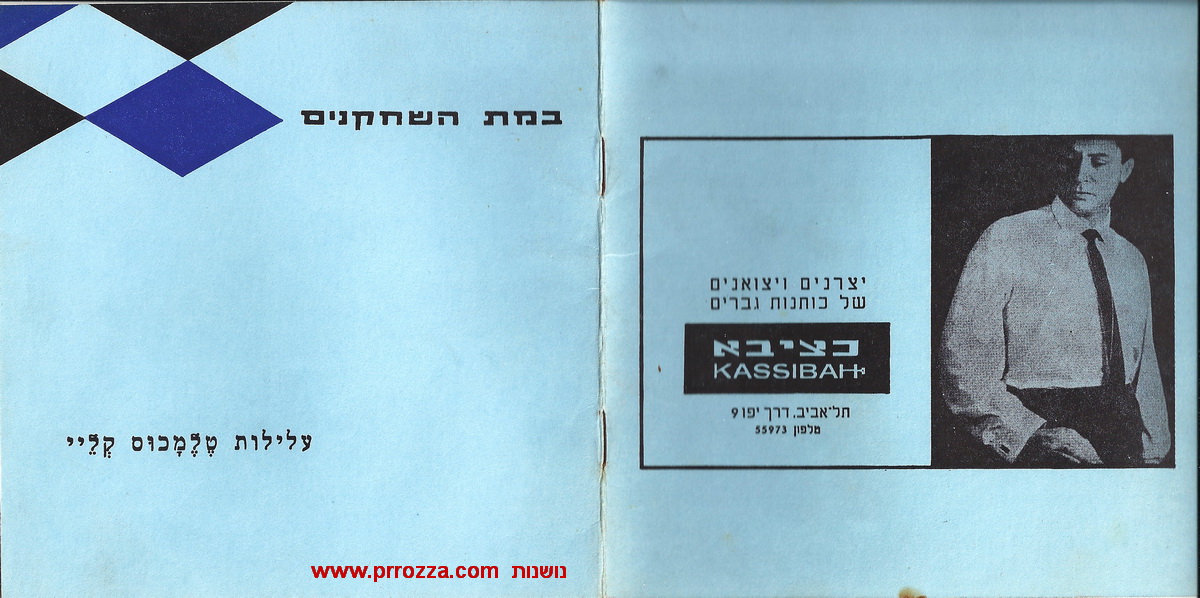 במת השחקנים
עלילות טֶלֶמָכוּס קְלֵיי
www.prrozza.com נושנות
יצרנים ויצואנים
של כותנות גברים
כציבא
KASSIBAH
תל־אביב. דרך יפו 9
טלפון 55973